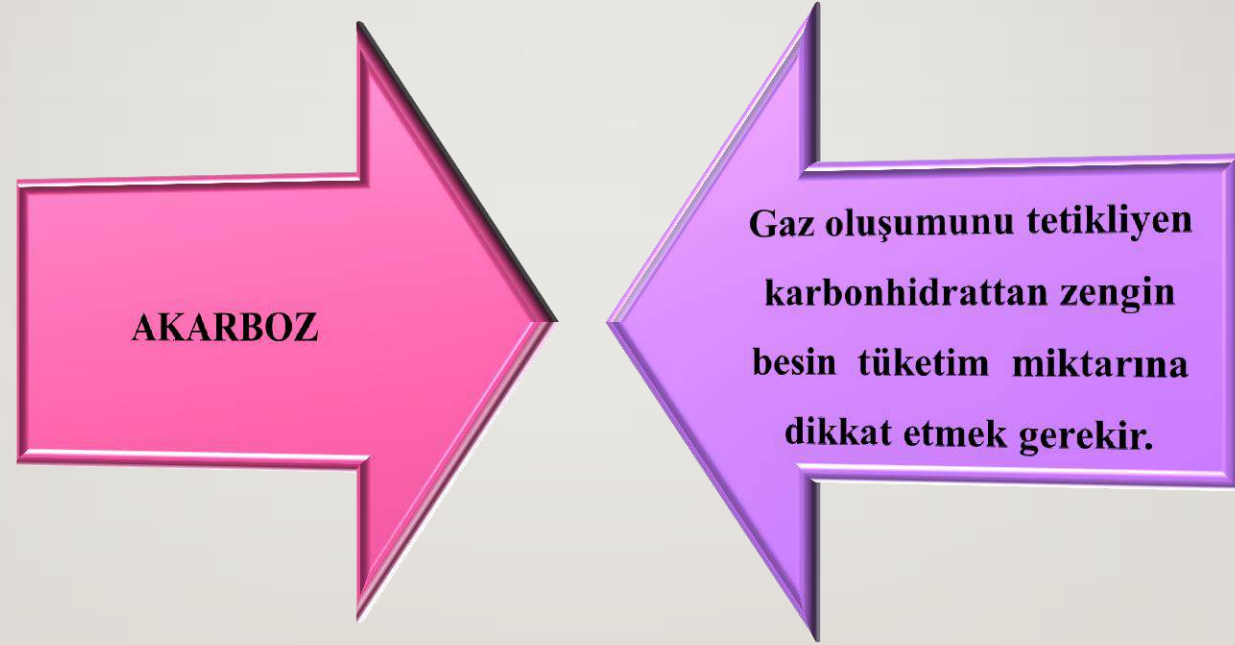 AKARBOZ
Gaz oluşumunu tetikliyen
karbonhidrattan zengin
besin tüketim miktarına
dikkat etmek gerekir.